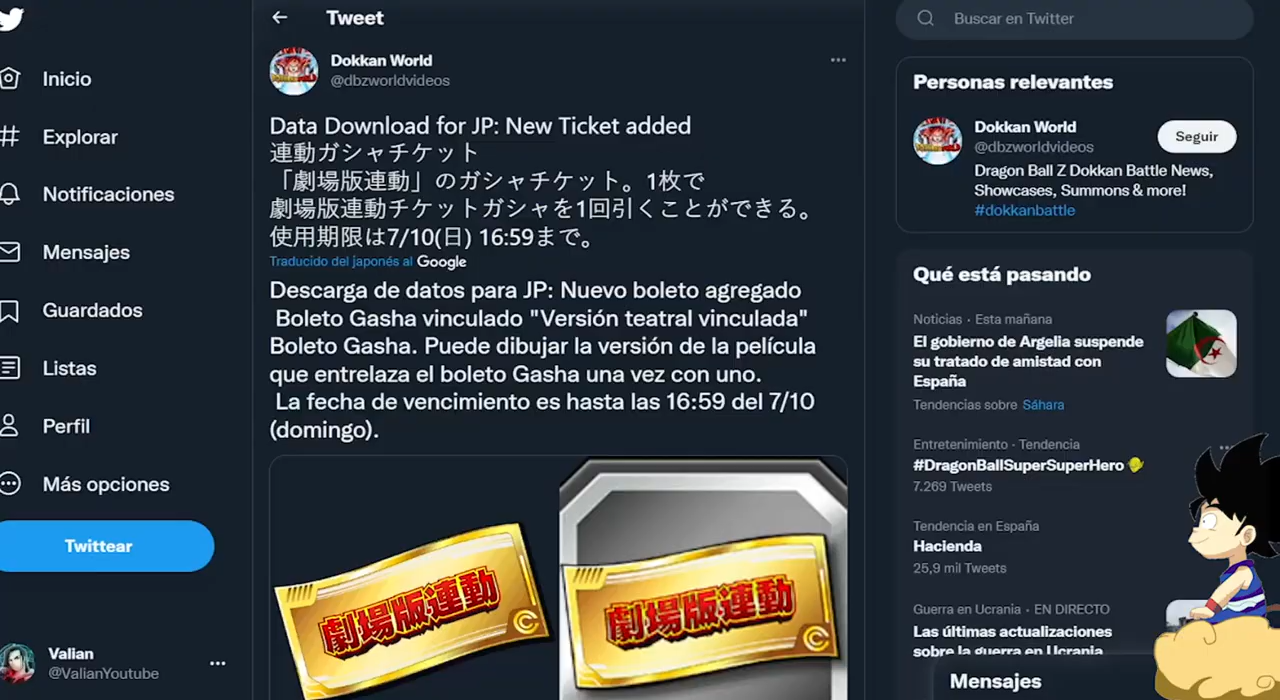 Tweet
Buscar en Twitter
Inicio
Explorar
Notificaciones
Mensajes
Guardados
Listas
Perfil
Más opciones
Twittear
Valian
@ValianYoutube
Dokkan World
@dbzworldvideos
Data Download for JP: New Ticket added
連動ガシャチケット
「劇場版連動」のガシャチケット。1枚で
劇場版連動チケットガシャを1回引くことができる。
使用期限は7/10(日) 16:59まで。
Traducido del japonés al Google
Descarga de datos para JP: Nuevo boleto agregado
Boleto Gasha vinculado "Versión teatral vinculada"
Boleto Gasha. Puede dibujar la versión de la película
que entrelaza el boleto Gasha una vez con uno.
La fecha de vencimiento es hasta las 16:59 del 7/10
(domingo).
劇場版連動
劇場版連動
Personas relevantes
Dokkan World
@dbzworldvideos
Seguir
Dragon Ball Z Dokkan Battle News,
Showcases, Summons & more!
#dokkanbattle
Qué está pasando
Noticias · Esta mañana
El gobierno de Argelia suspende
su tratado de amistad con
España
Tendencias sobre Sáhara
Entretenimiento · Tendencia
#DragonBallSuperSuperHero
7.269 Tweets
Tendencia en España
Hacienda
25,9 mil Tweets
Guerra en Ucrania · EN DIRECTO
Las últimas actualizaciones
sobre la guerra en Ucrania
Mensajes